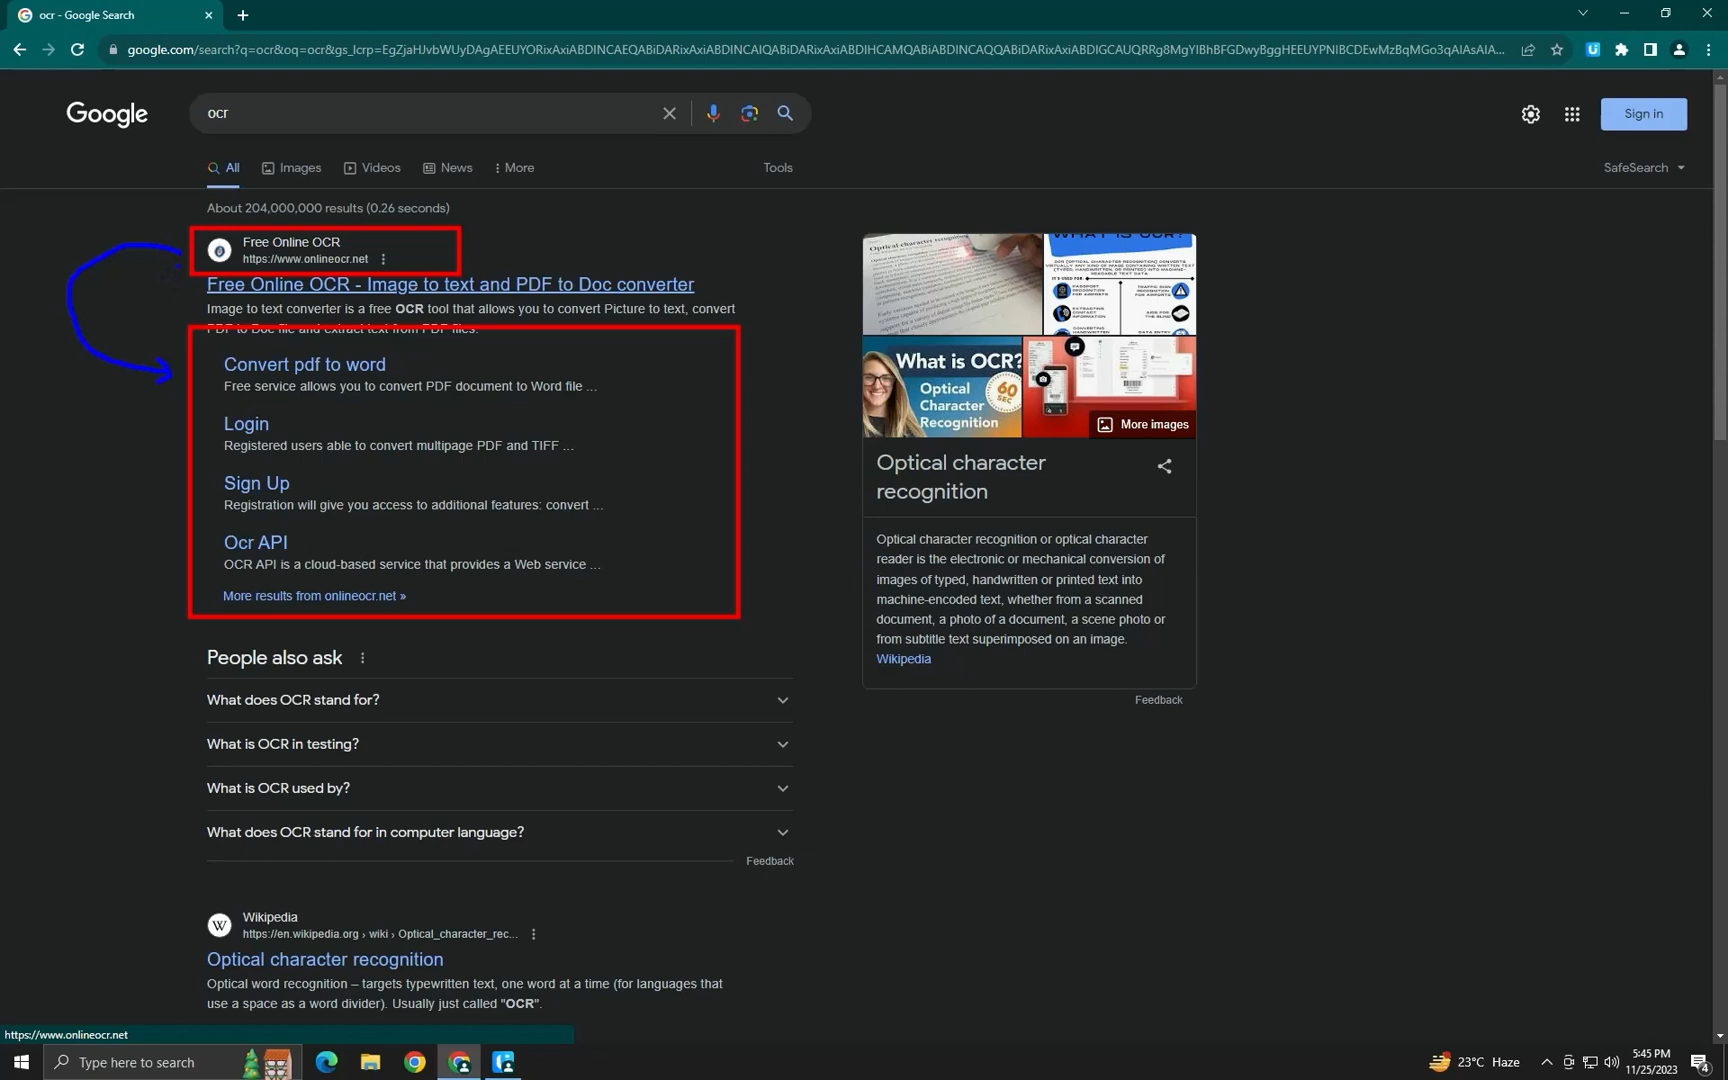 ocr - Google Search
google.com/search?q=ocr&oq=ocr&gs_lcrp=
Google
ocr
Sign in
All
Images
Videos
News
More
Tools
SafeSearch
About 204,000,000 results (0.26 seconds)
Free Online OCR
https://www.onlineocr.net
Free Online OCR - Image to text and PDF to Doc converter
Image to text converter is a free OCR tool that allows you to convert Picture to text, convert
PDF to Doc file and extract text from PDF files.
Convert pdf to word
Free service allows you to convert PDF document to Word file ...
Login
Registered users able to convert multipage PDF and TIFF ...
Sign Up
Registration will give you access to additional features: convert ...
Ocr API
OCR API is a cloud-based service that provides a Web service ...
More results from onlineocr.net »
People also ask
What does OCR stand for?
What is OCR in testing?
What is OCR used by?
What does OCR stand for in computer language?
Feedback
Wikipedia
https://en.wikipedia.org › wiki › Optical_character_rec...
Optical character recognition
Optical word recognition – targets typewritten text, one word at a time (for languages that
use a space as a word divider). Usually just called "OCR".
What is OCR?
Optical
Character
Recognition
60
SEC
More images
Optical character
recognition
Optical character recognition or optical character
reader is the electronic or mechanical conversion of
images of typed, handwritten or printed text into
machine-encoded text, whether from a scanned
document, a photo of a document, a scene photo or
from subtitle text superimposed on an image.
Wikipedia
Feedback
https://www.onlineocr.net
Type here to search
23°C Haze
5:45 PM
11/25/2023
4